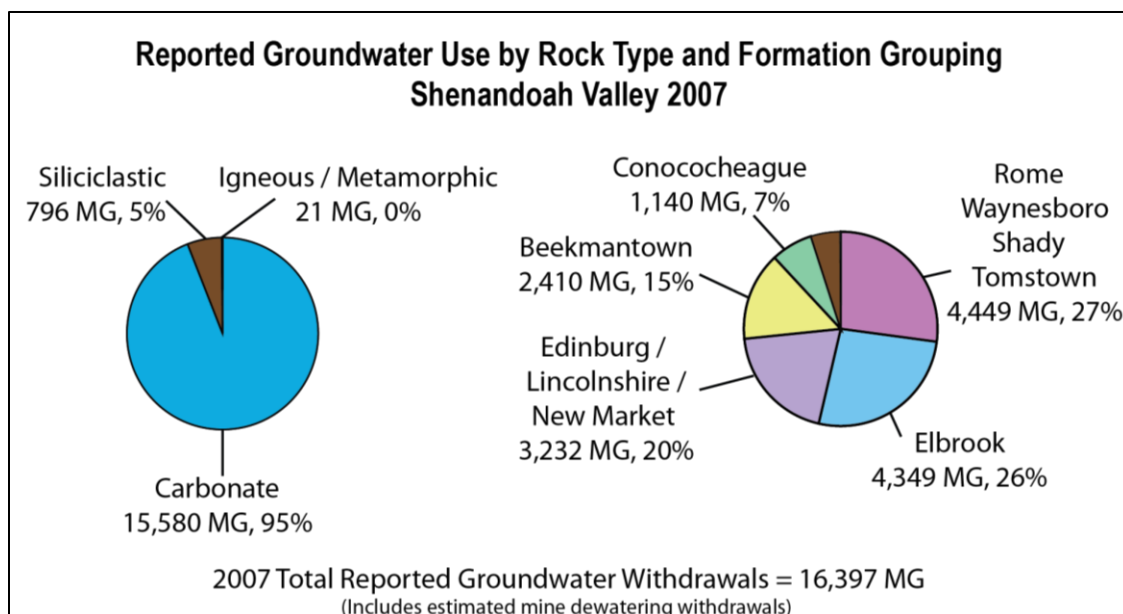 Reported Groundwater Use by Rock Type and Formation Grouping
Shenandoah Valley 2007
Siliciclastic
796 MG, 5%
Igneous / Metamorphic
21 MG, 0%
Carbonate
15,580 MG, 95%
Conococheague
1,140 MG, 7%
Beekmantown
2,410 MG, 15%
Edinburg /
Lincolnshire /
New Market
3,232 MG, 20%
Rome
Waynesboro
Shady
Tomstown
4,449 MG, 27%
Elbrook
4,349 MG, 26%
2007 Total Reported Groundwater Withdrawals = 16,397 MG
(Includes estimated mine dewatering withdrawals)